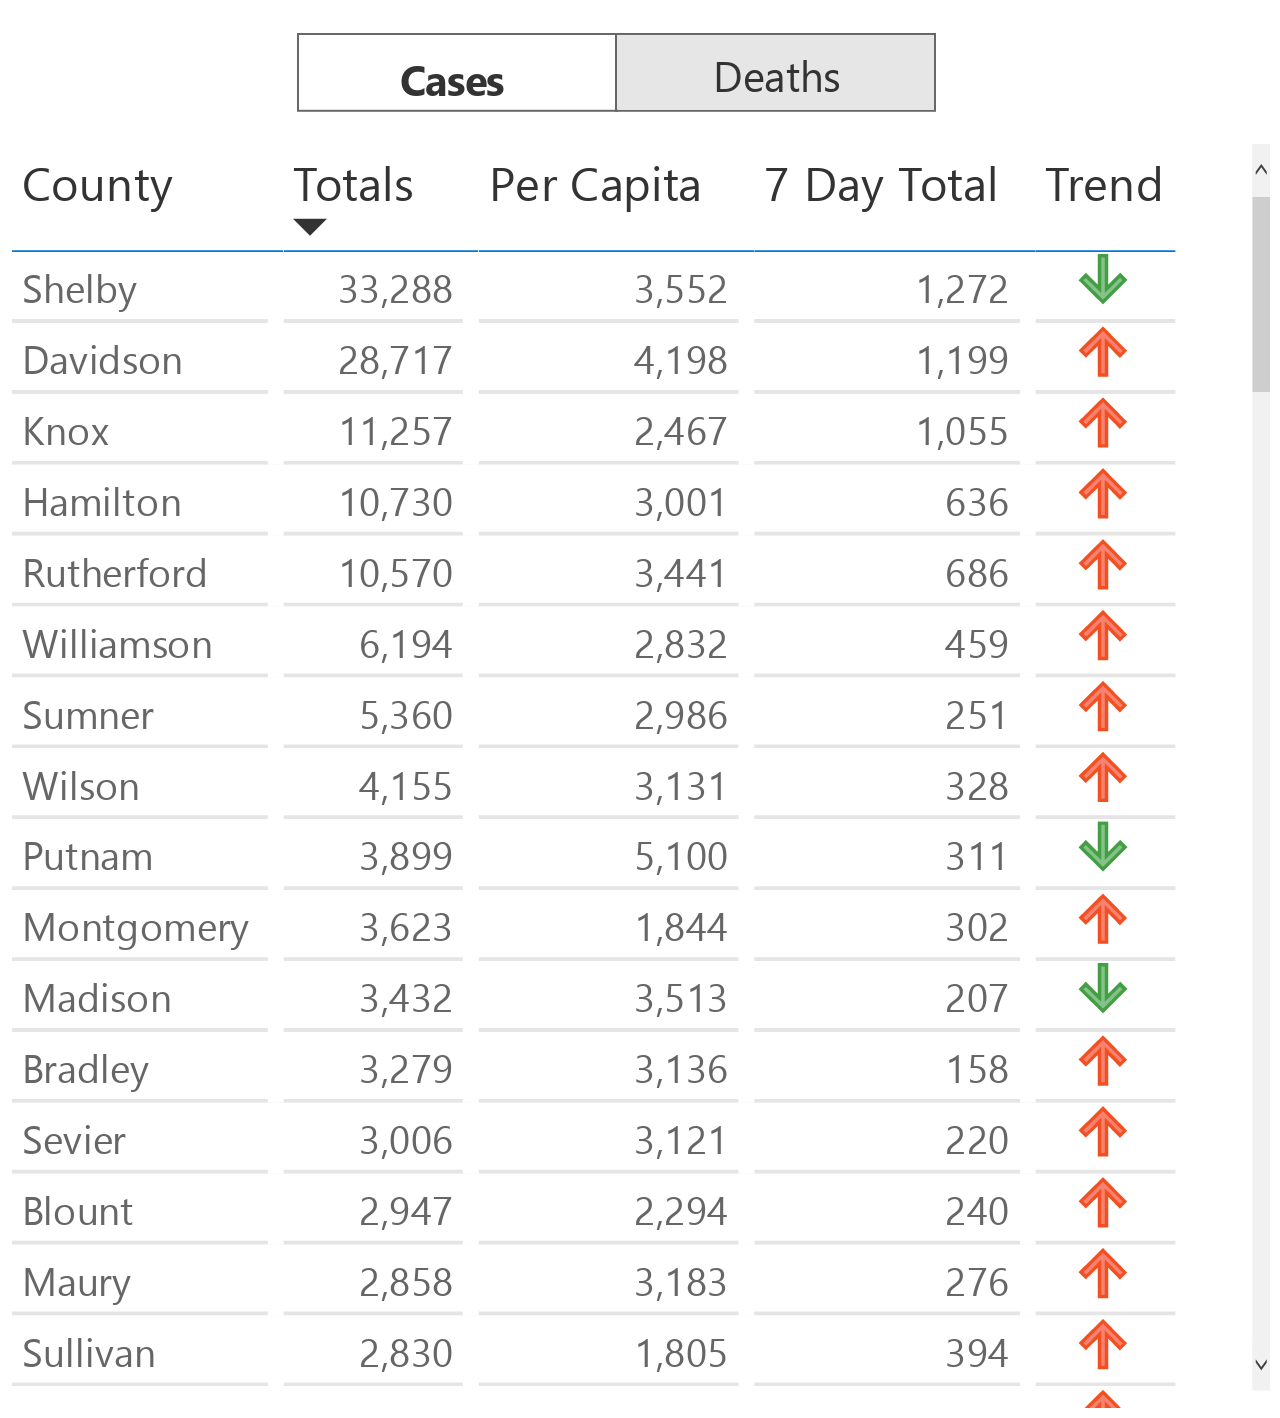 Cases Deaths
County Totals Per Capita 7 Day Total Trend
Shelby 33,288 3,552 1,272
Davidson 28,717 4,198 1,199
Knox 11,257 2,467 1,055
Hamilton 10,730 3,001 636
Rutherford 10,570 3,441 686
Williamson 6,194 2,832 459
Sumner 5,360 2,986 251
Wilson 4,155 3,131 328
Putnam 3,899 5,100 311
Montgomery 3,623 1,844 302
Madison 3,432 3,513 207
Bradley 3,279 3,136 158
Sevier 3,006 3,121 220
Blount 2,947 2,294 240
Maury 2,858 3,183 276
Sullivan 2,830 1,805 394